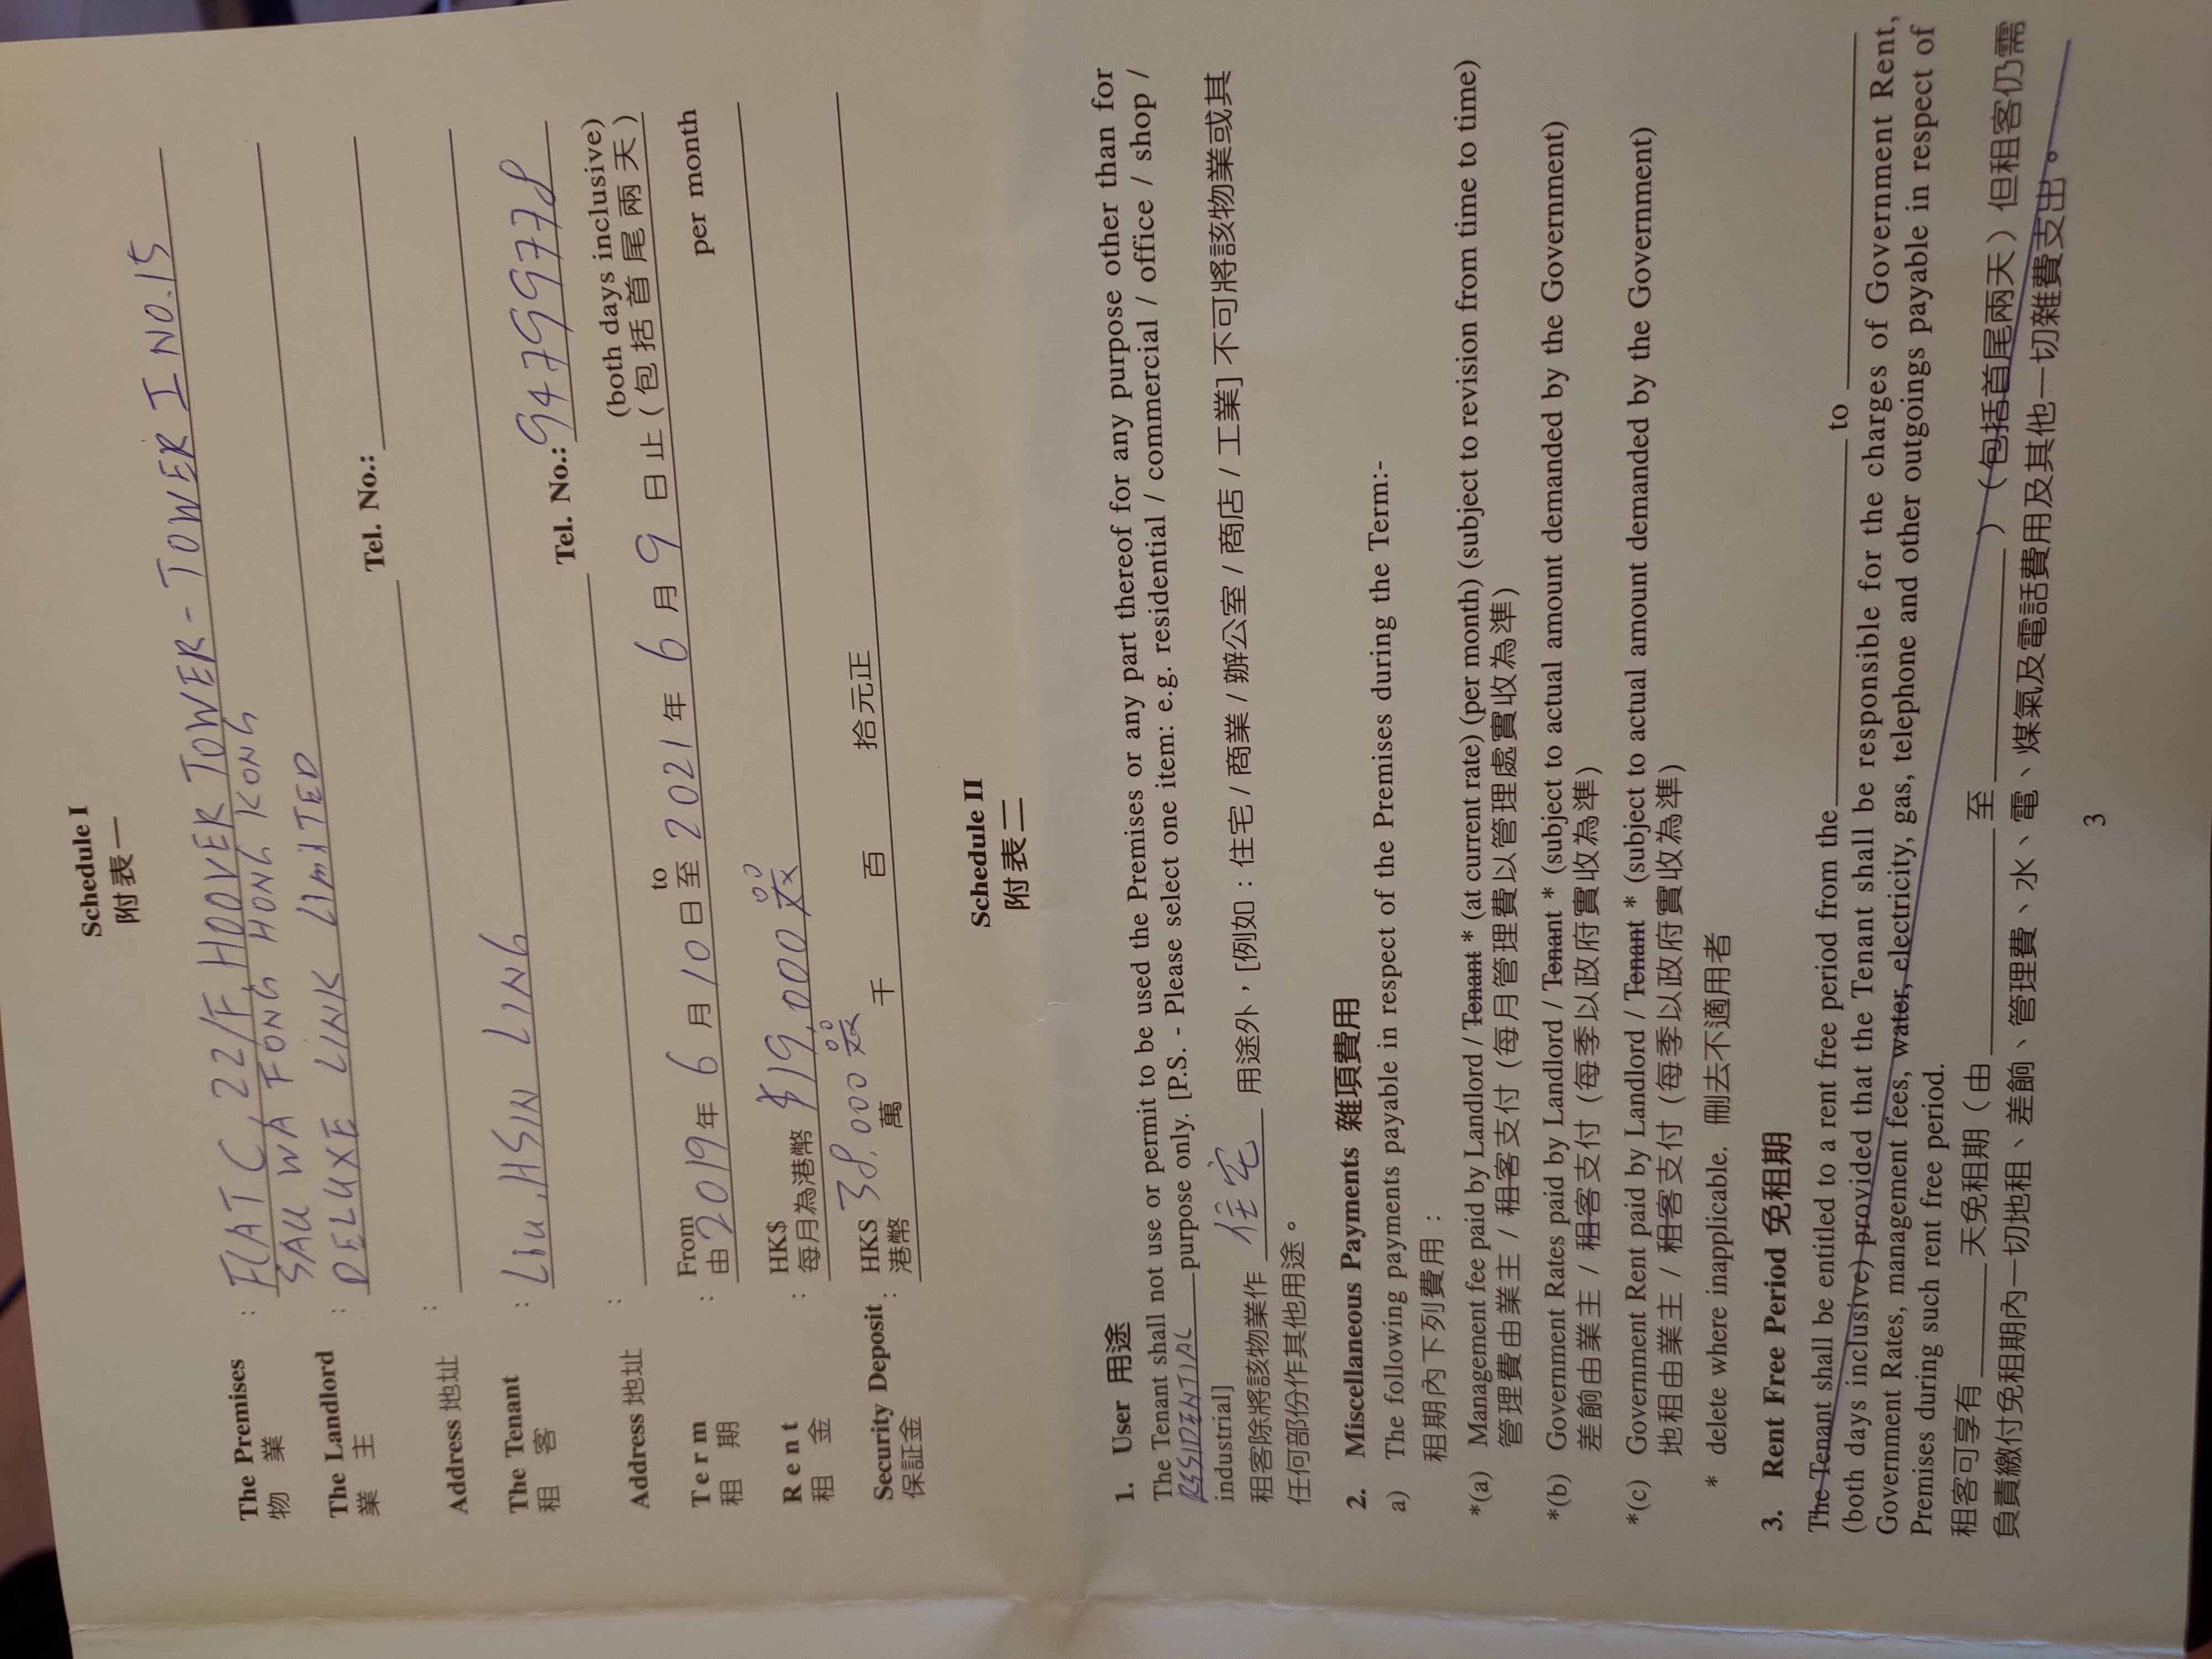 Schedule I
附表一
The Premises : FLAT C, 22/F, HOOVER TOWER - TOWER I NO.15
物業 SAU WA FONG HONG KONG
The Landlord : DELUXE LINK LIMITED Tel. No.:
業主
Address 地址 :
The Tenant : LIU, HSIN LING Tel. No.: 94799778
租客
Address 地址 :
(both days inclusive)
Term : From to
租期 由 2019 年 6 月 10 日至 2021 年 6 月 9 日止(包括首尾兩天)
Rent : HK$ per month
租金 每月為港幣 $19,000
Security Deposit : HK$ 38,000
保証金 港幣 萬 千 百 拾元正
Schedule II
附表二
1. User 用途
The Tenant shall not use or permit to be used the Premises or any part thereof for any purpose other than for
RESIDENTIAL purpose only. [P.S. - Please select one item: e.g. residential / commercial / office / shop /
industrial]
租客除將該物業作 住宅 用途外，[例如：住宅 / 商業 / 辦公室 / 商店 / 工業] 不可將該物業或其
任何部份作其他用途。
2. Miscellaneous Payments 雜項費用
a) The following payments payable in respect of the Premises during the Term:-
租期內下列費用：
*(a) Management fee paid by Landlord / Tenant * (at current rate) (per month) (subject to revision from time to time)
管理費由業主 / 租客支付 (每月管理費以管理處實收為準)
*(b) Government Rates paid by Landlord / Tenant * (subject to actual amount demanded by the Government)
差餉由業主 / 租客支付 (每季以政府實收為準)
*(c) Government Rent paid by Landlord / Tenant * (subject to actual amount demanded by the Government)
地租由業主 / 租客支付 (每季以政府實收為準)
* delete where inapplicable. 刪去不適用者
3. Rent Free Period 免租期
The Tenant shall be entitled to a rent free period from the to
(both days inclusive) provided that the Tenant shall be responsible for the charges of Government Rent,
Government Rates, management fees, water, electricity, gas, telephone and other outgoings payable in respect of
Premises during such rent free period.
租客可享有 天免租期（由 至 ）（包括首尾兩天）但租客仍需
負責繳付免租期內一切地租、差餉、管理費、水、電、煤氣及電話費用及其他一切雜費支出。
3